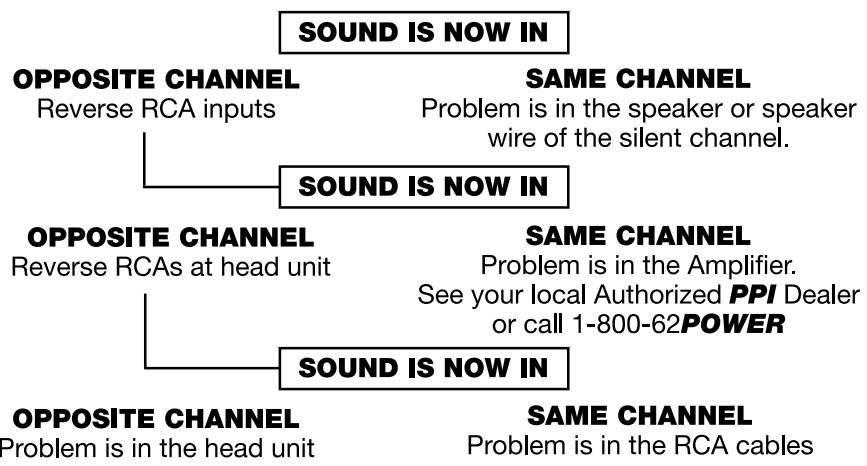 SOUND IS NOW IN
OPPOSITE CHANNEL
Reverse RCA inputs
SAME CHANNEL
Problem is in the speaker or speaker
wire of the silent channel.
SOUND IS NOW IN
OPPOSITE CHANNEL
Reverse RCAs at head unit
SAME CHANNEL
Problem is in the Amplifier.
See your local Authorized PPI Dealer
or call 1-800-62POWER
SOUND IS NOW IN
OPPOSITE CHANNEL
Problem is in the head unit
SAME CHANNEL
Problem is in the RCA cables